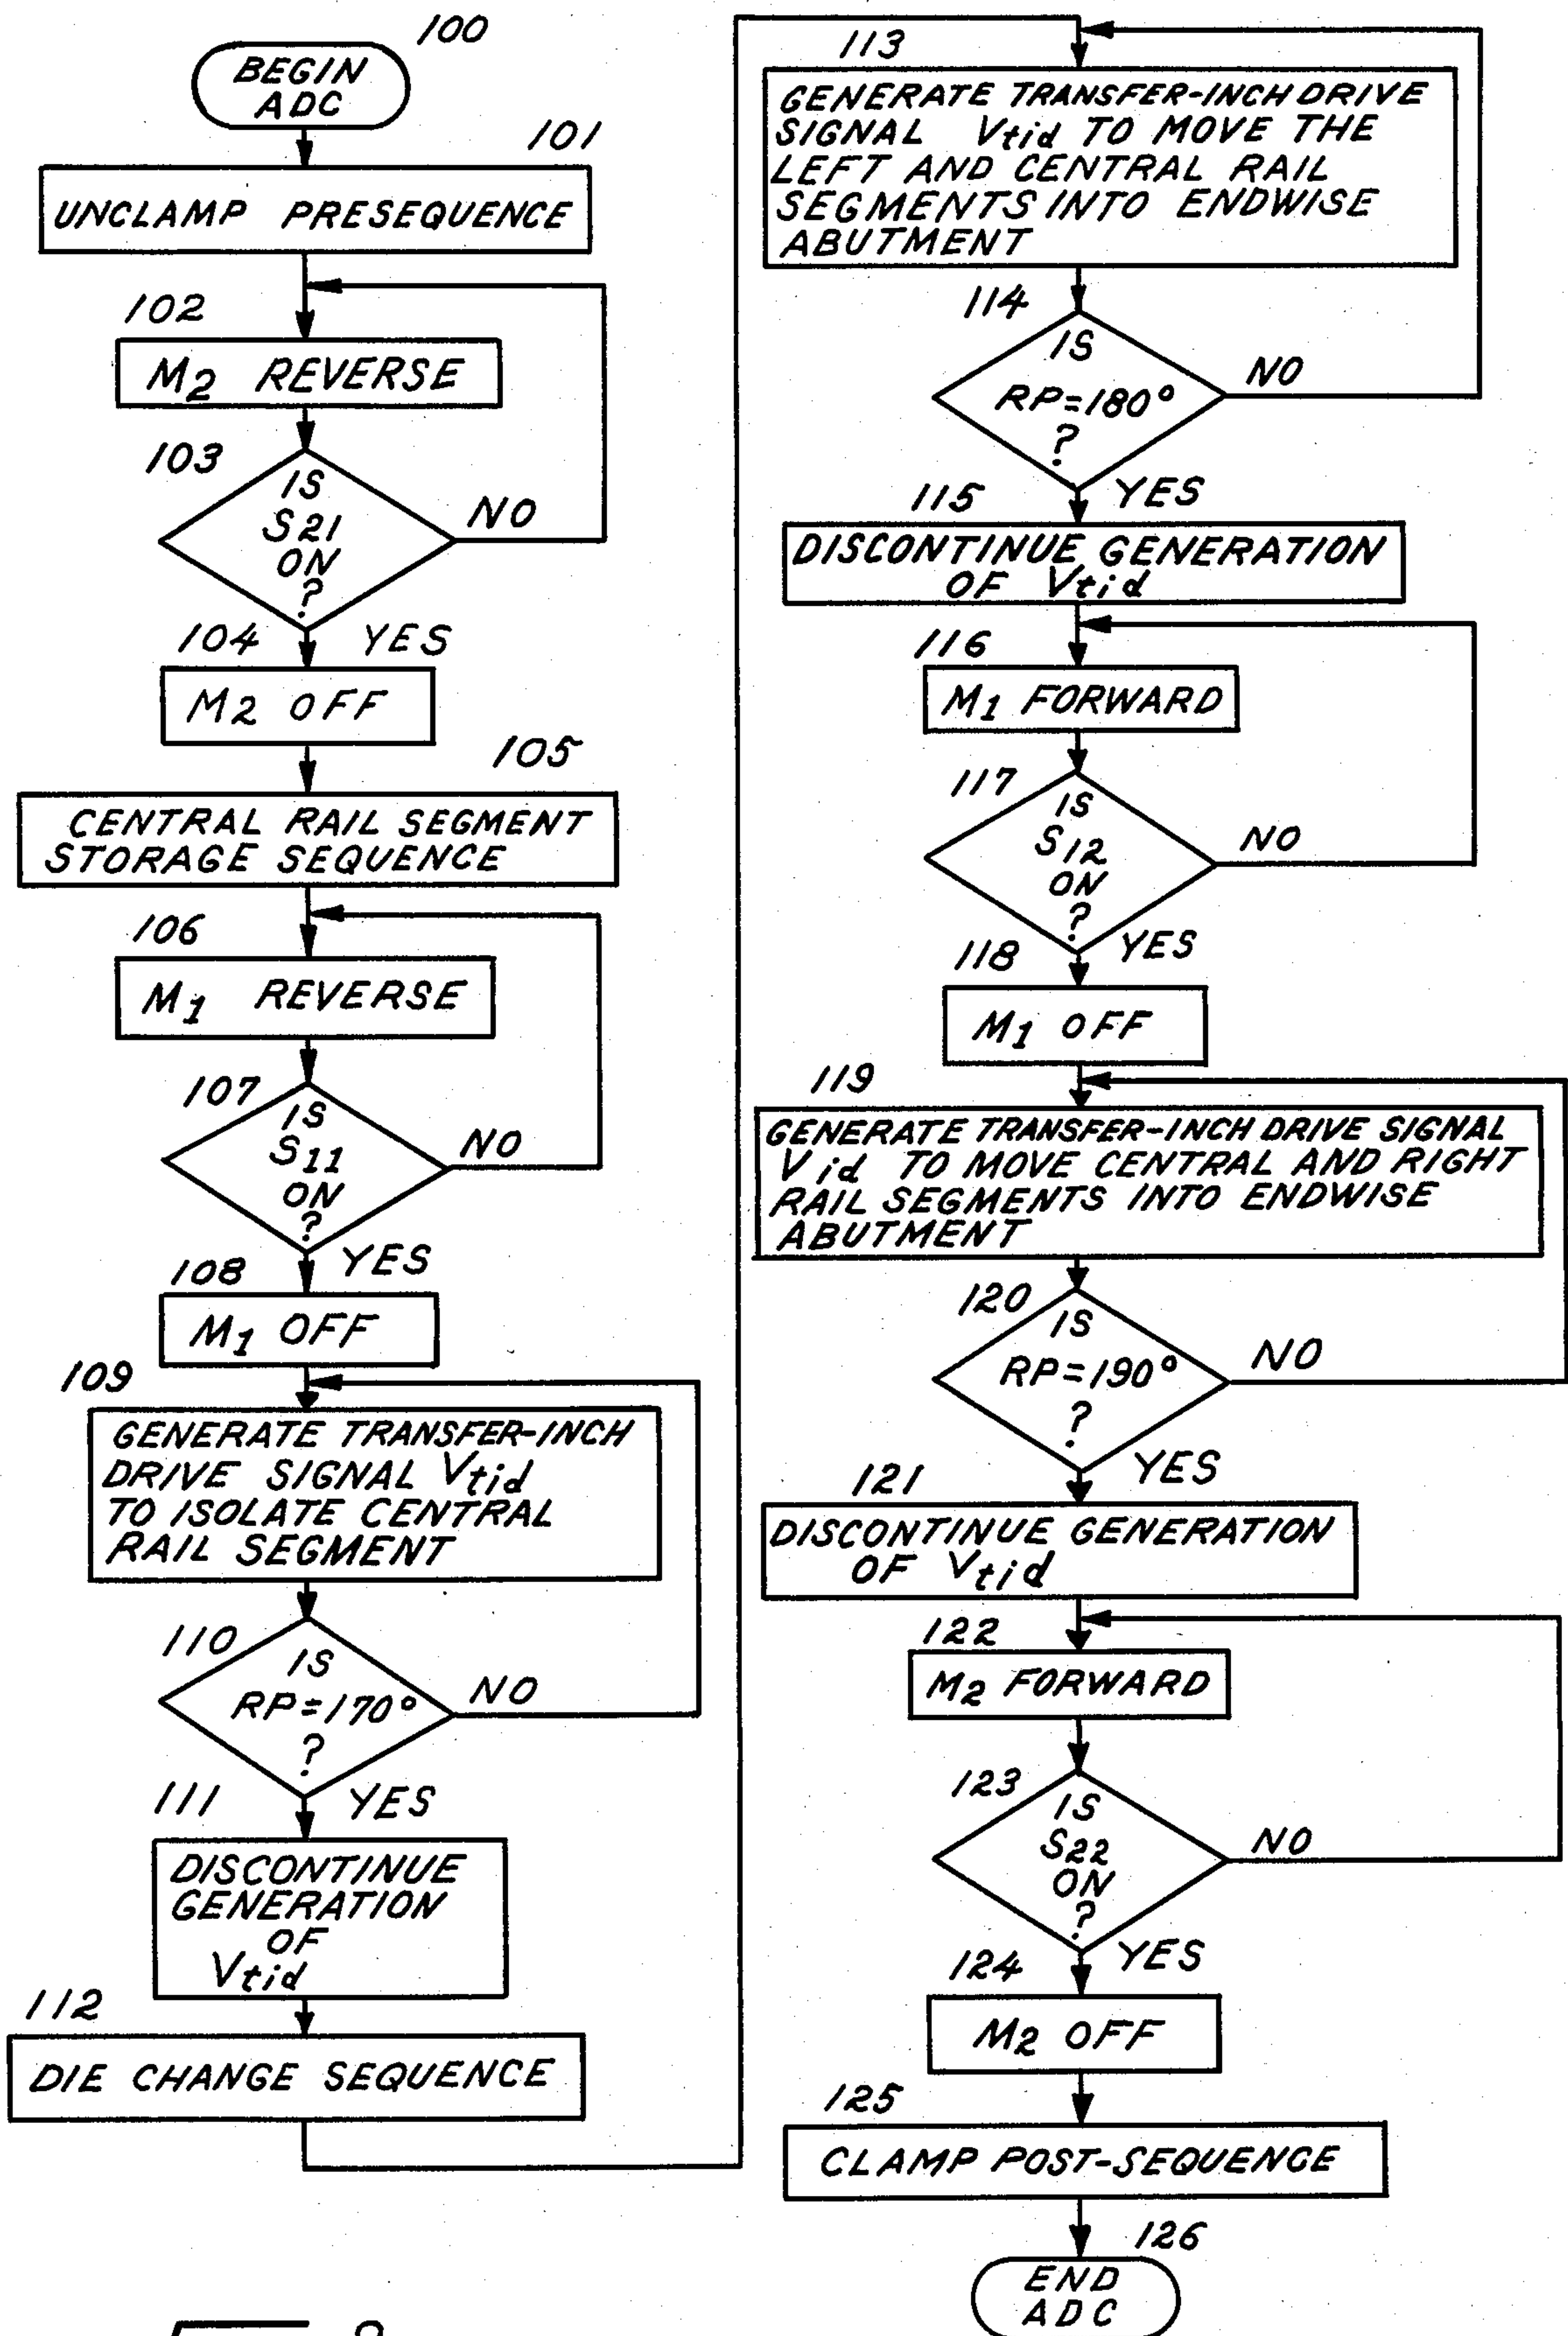 100
BEGIN
ADC
101
UNCLAMP PRESEQUENCE
102
M2 REVERSE
103
IS
S21
ON
?
NO
YES
104
M2 OFF
105
CENTRAL RAIL SEGMENT
STORAGE SEQUENCE
106
M1 REVERSE
107
IS
S11
ON
?
NO
YES
108
M1 OFF
109
GENERATE TRANSFER-INCH
DRIVE SIGNAL Vtid
TO ISOLATE CENTRAL
RAIL SEGMENT
110
IS
RP=170°
?
NO
YES
111
DISCONTINUE
GENERATION
OF
Vtid
112
DIE CHANGE SEQUENCE
113
GENERATE TRANSFER-INCH DRIVE
SIGNAL Vtid TO MOVE THE
LEFT AND CENTRAL RAIL
SEGMENTS INTO ENDWISE
ABUTMENT
114
IS
RP=180°
?
NO
YES
115
DISCONTINUE GENERATION
OF Vtid
116
M1 FORWARD
117
IS
S12
ON
?
NO
YES
118
M1 OFF
119
GENERATE TRANSFER-INCH DRIVE SIGNAL
Vid TO MOVE CENTRAL AND RIGHT
RAIL SEGMENTS INTO ENDWISE
ABUTMENT
120
IS
RP=190°
?
NO
YES
121
DISCONTINUE GENERATION
OF Vtid
122
M2 FORWARD
123
IS
S22
ON
?
NO
YES
124
M2 OFF
125
CLAMP POST-SEQUENCE
126
END
ADC